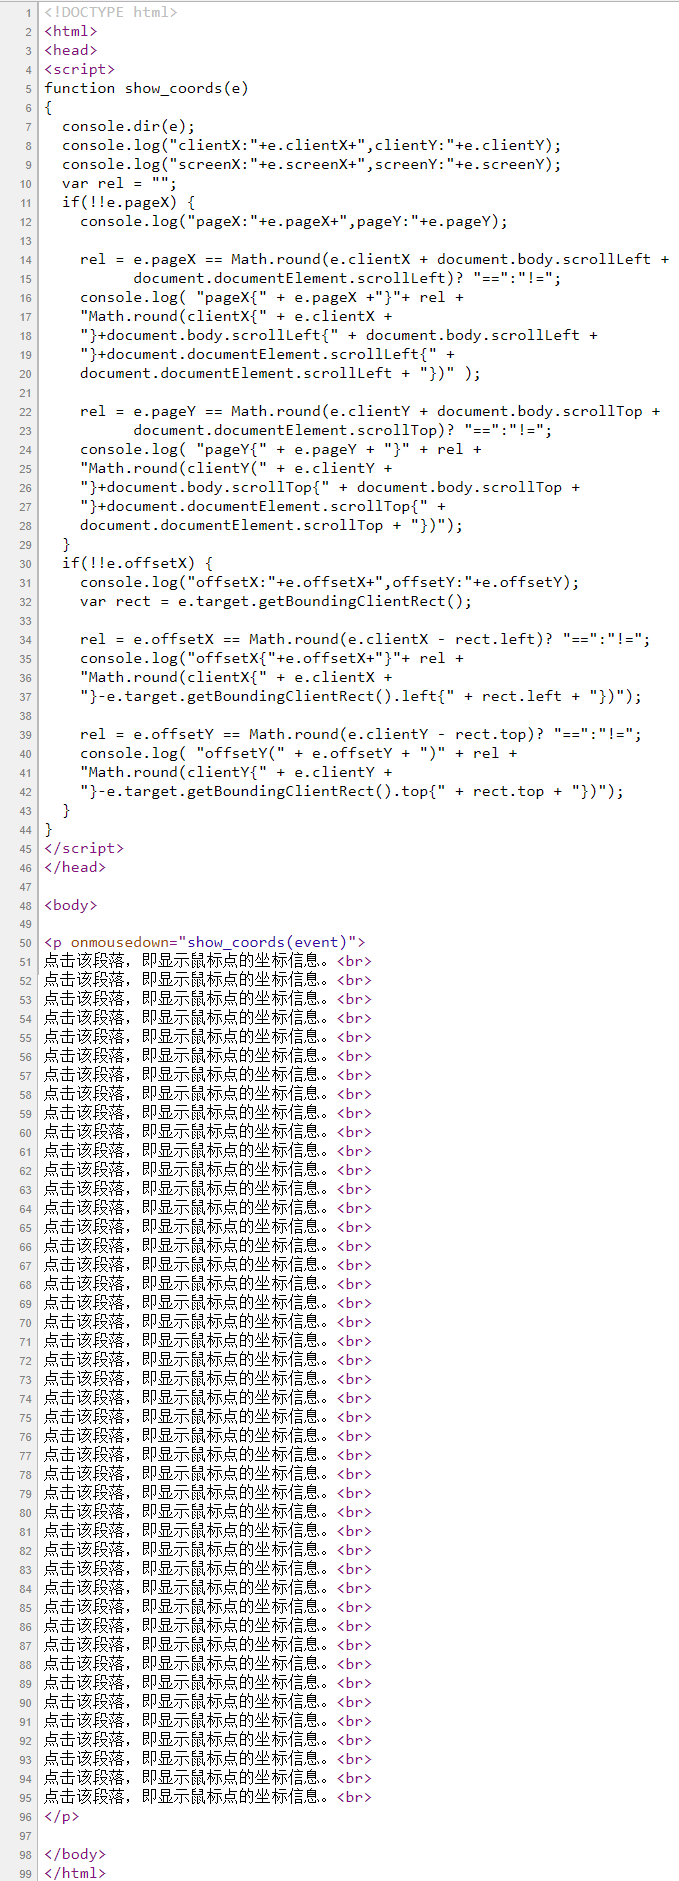 1 <!DOCTYPE html>
2 <html>
3 <head>
4 <script>
5 function show_coords(e)
6 {
7   console.dir(e);
8   console.log("clientX:"+e.clientX+",clientY:"+e.clientY);
9   console.log("screenX:"+e.screenX+",screenY:"+e.screenY);
10   var rel = "";
11   if(!!e.pageX) {
12     console.log("pageX:"+e.pageX+",pageY:"+e.pageY);
13
14     rel = e.pageX == Math.round(e.clientX + document.body.scrollLeft +
15           document.documentElement.scrollLeft)? "==":"!=";
16     console.log( "pageX{" + e.pageX +"}"+ rel +
17     "Math.round(clientX{" + e.clientX +
18     "}+document.body.scrollLeft{" + document.body.scrollLeft +
19     "}+document.documentElement.scrollLeft{" +
20     document.documentElement.scrollLeft + "})" );
21
22     rel = e.pageY == Math.round(e.clientY + document.body.scrollTop +
23           document.documentElement.scrollTop)? "==":"!=";
24     console.log( "pageY{" + e.pageY + "}" + rel +
25     "Math.round(clientY(" + e.clientY +
26     "}+document.body.scrollTop{" + document.body.scrollTop +
27     "}+document.documentElement.scrollTop{" +
28     document.documentElement.scrollTop + "})");
29   }
30   if(!!e.offsetX) {
31     console.log("offsetX:"+e.offsetX+",offsetY:"+e.offsetY);
32     var rect = e.target.getBoundingClientRect();
33
34     rel = e.offsetX == Math.round(e.clientX - rect.left)? "==":"!=";
35     console.log("offsetX{"+e.offsetX+"}"+ rel +
36     "Math.round(clientX{" + e.clientX +
37     "}-e.target.getBoundingClientRect().left{" + rect.left + "})");
38
39     rel = e.offsetY == Math.round(e.clientY - rect.top)? "==":"!=";
40     console.log( "offsetY(" + e.offsetY + ")" + rel +
41     "Math.round(clientY{" + e.clientY +
42     "}-e.target.getBoundingClientRect().top{" + rect.top + "})");
43   }
44 }
45 </script>
46 </head>
47
48 <body>
49
50 <p onmousedown="show_coords(event)">
51 点击该段落，即显示鼠标点的坐标信息。<br>
52 点击该段落，即显示鼠标点的坐标信息。<br>
53 点击该段落，即显示鼠标点的坐标信息。<br>
54 点击该段落，即显示鼠标点的坐标信息。<br>
55 点击该段落，即显示鼠标点的坐标信息。<br>
56 点击该段落，即显示鼠标点的坐标信息。<br>
57 点击该段落，即显示鼠标点的坐标信息。<br>
58 点击该段落，即显示鼠标点的坐标信息。<br>
59 点击该段落，即显示鼠标点的坐标信息。<br>
60 点击该段落，即显示鼠标点的坐标信息。<br>
61 点击该段落，即显示鼠标点的坐标信息。<br>
62 点击该段落，即显示鼠标点的坐标信息。<br>
63 点击该段落，即显示鼠标点的坐标信息。<br>
64 点击该段落，即显示鼠标点的坐标信息。<br>
65 点击该段落，即显示鼠标点的坐标信息。<br>
66 点击该段落，即显示鼠标点的坐标信息。<br>
67 点击该段落，即显示鼠标点的坐标信息。<br>
68 点击该段落，即显示鼠标点的坐标信息。<br>
69 点击该段落，即显示鼠标点的坐标信息。<br>
70 点击该段落，即显示鼠标点的坐标信息。<br>
71 点击该段落，即显示鼠标点的坐标信息。<br>
72 点击该段落，即显示鼠标点的坐标信息。<br>
73 点击该段落，即显示鼠标点的坐标信息。<br>
74 点击该段落，即显示鼠标点的坐标信息。<br>
75 点击该段落，即显示鼠标点的坐标信息。<br>
76 点击该段落，即显示鼠标点的坐标信息。<br>
77 点击该段落，即显示鼠标点的坐标信息。<br>
78 点击该段落，即显示鼠标点的坐标信息。<br>
79 点击该段落，即显示鼠标点的坐标信息。<br>
80 点击该段落，即显示鼠标点的坐标信息。<br>
81 点击该段落，即显示鼠标点的坐标信息。<br>
82 点击该段落，即显示鼠标点的坐标信息。<br>
83 点击该段落，即显示鼠标点的坐标信息。<br>
84 点击该段落，即显示鼠标点的坐标信息。<br>
85 点击该段落，即显示鼠标点的坐标信息。<br>
86 点击该段落，即显示鼠标点的坐标信息。<br>
87 点击该段落，即显示鼠标点的坐标信息。<br>
88 点击该段落，即显示鼠标点的坐标信息。<br>
89 点击该段落，即显示鼠标点的坐标信息。<br>
90 点击该段落，即显示鼠标点的坐标信息。<br>
91 点击该段落，即显示鼠标点的坐标信息。<br>
92 点击该段落，即显示鼠标点的坐标信息。<br>
93 点击该段落，即显示鼠标点的坐标信息。<br>
94 点击该段落，即显示鼠标点的坐标信息。<br>
95 点击该段落，即显示鼠标点的坐标信息。<br>
96 </p>
97
98 </body>
99 </html>